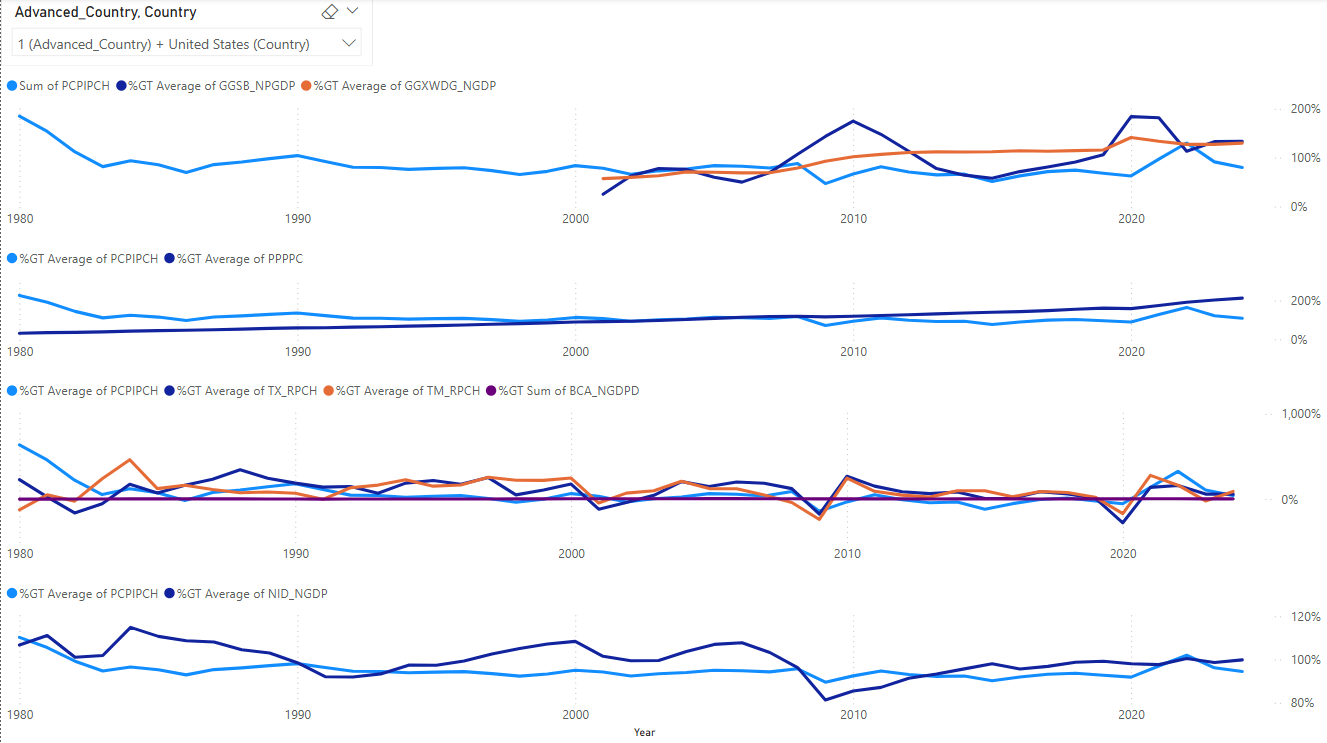 Advanced_Country, Country
1 (Advanced_Country) + United States (Country)
Sum of PCPIPCH %GT Average of GGSB_NPGDP %GT Average of GGXWDG_NGDP
200%
100%
0%
1980 1990 2000 2010 2020
%GT Average of PCPIPCH %GT Average of PPPPC
200%
0%
1980 1990 2000 2010 2020
%GT Average of PCPIPCH %GT Average of TX_RPCH %GT Average of TM_RPCH %GT Sum of BCA_NGDPD
1,000%
0%
1980 1990 2000 2010 2020
%GT Average of PCPIPCH %GT Average of NID_NGDP
120%
100%
80%
1980 1990 2000 2010 2020
Year